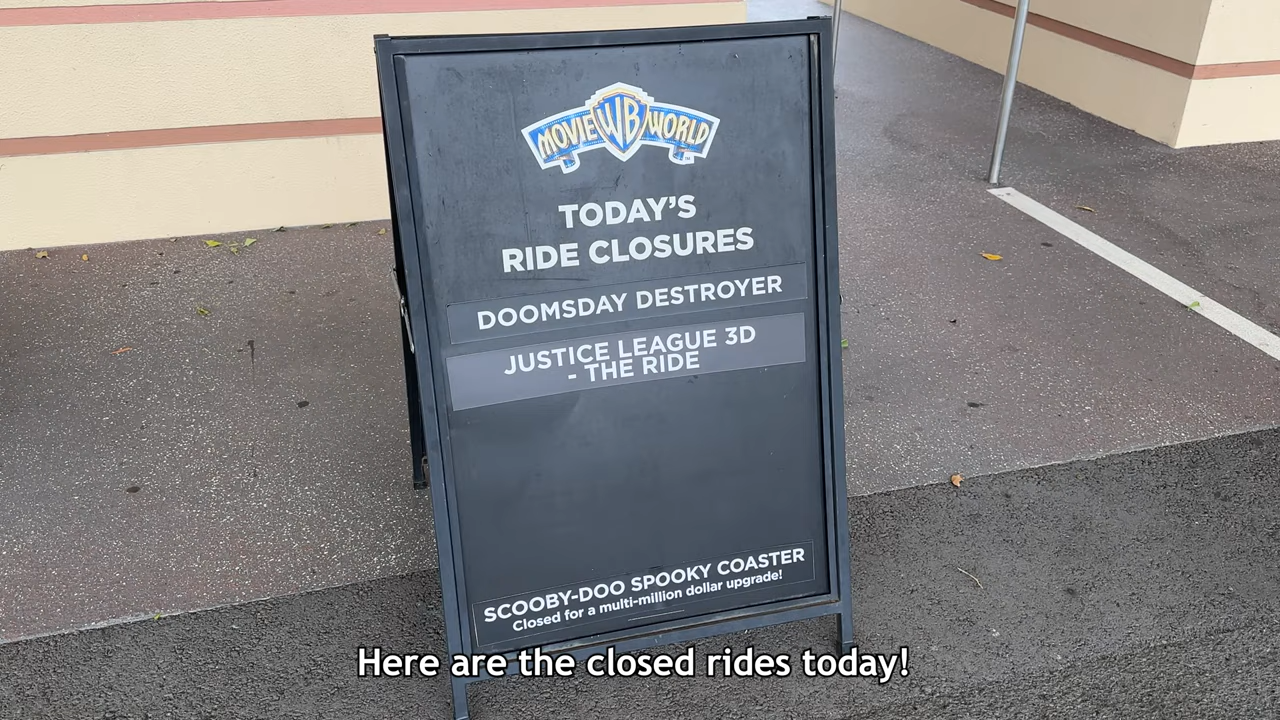 MOVIE WB WORLD
TODAY'S
RIDE CLOSURES
DOOMSDAY DESTROYER
JUSTICE LEAGUE 3D
- THE RIDE
SCOOBY-DOO SPOOKY COASTER
Closed for a multi-million dollar upgrade!
Here are the closed rides today!